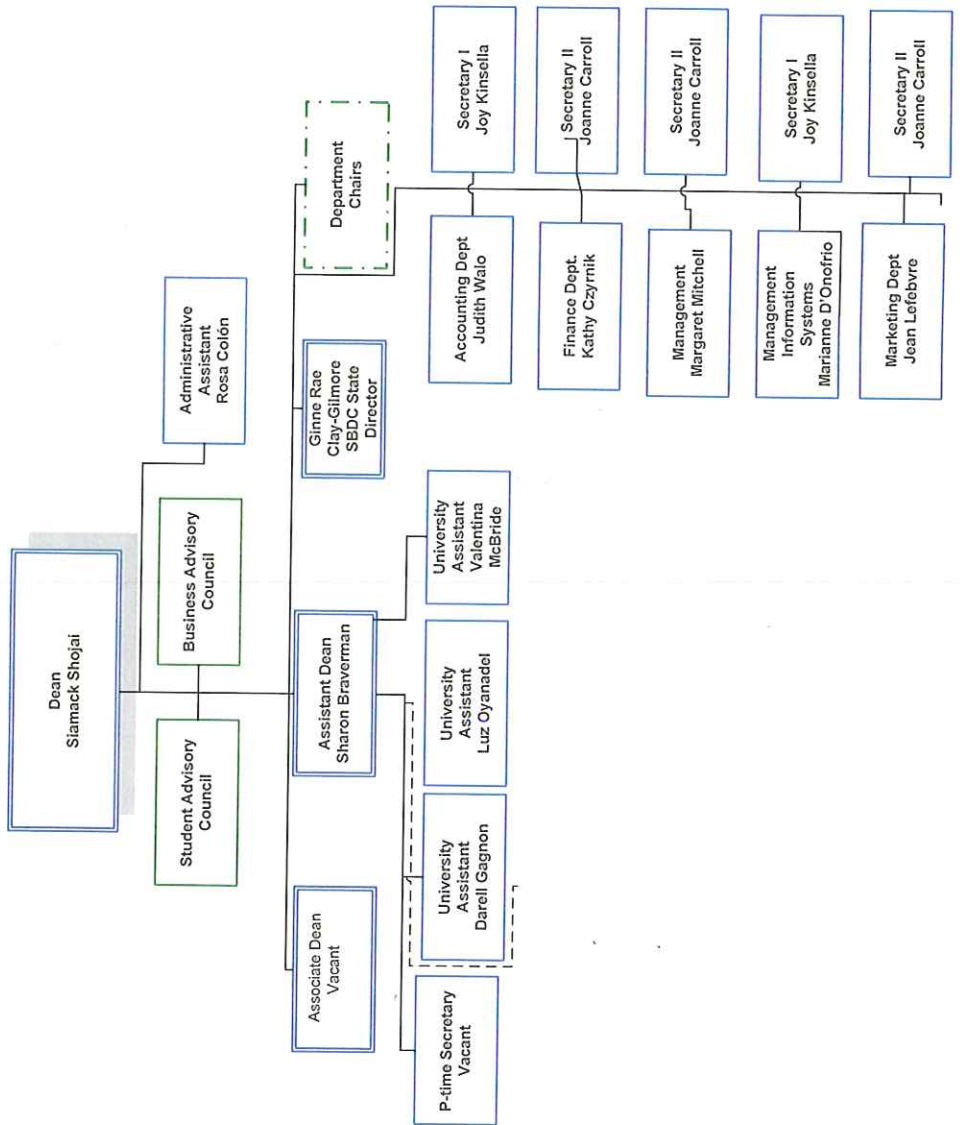 Dean
Siamack Shojai
Student Advisory
Council
Business Advisory
Council
Administrative
Assistant
Rosa Colón
Associate Dean
Vacant
Assistant Dean
Sharon Braverman
Ginne Rae
Clay-Gilmore
SBDC State
Director
Department
Chairs
P-time Secretary
Vacant
University
Assistant
Darell Gagnon
University
Assistant
Luz Oyanadel
University
Assistant
Valentina
McBride
Accounting Dept
Judith Walo
Secretary I
Joy Kinsella
Finance Dept.
Kathy Czyrnik
Secretary II
Joanne Carroll
Management
Margaret Mitchell
Secretary II
Joanne Carroll
Management
Information
Systems
Marianne D'Onofrio
Secretary I
Joy Kinsella
Marketing Dept
Jean Lefebvre
Secretary II
Joanne Carroll